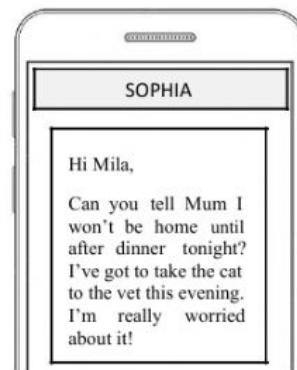 SOPHIA
Hi Mila,
Can you tell Mum I
won't be home until
after dinner tonight?
I've got to take the cat
to the vet this evening.
I'm really worried
about it!